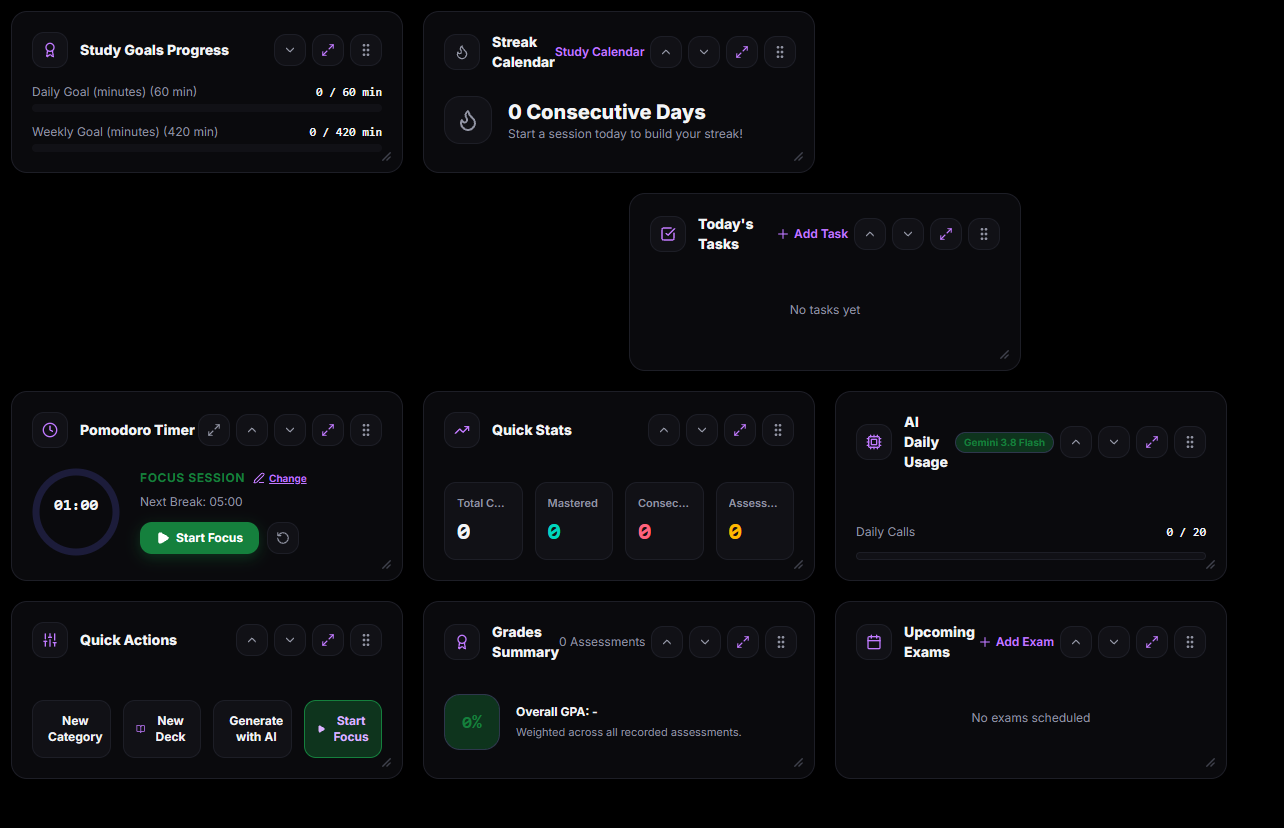 Study Goals Progress
Daily Goal (minutes) (60 min) 0 / 60 min
Weekly Goal (minutes) (420 min) 0 / 420 min
Streak
Calendar
Study Calendar
0 Consecutive Days
Start a session today to build your streak!
Today's
Tasks
+ Add Task
No tasks yet
Pomodoro Timer
01:00
FOCUS SESSION Change
Next Break: 05:00
Start Focus
Quick Stats
Total C... Mastered Consec... Assess...
0 0 0 0
AI
Daily
Usage
Gemini 3.8 Flash
Daily Calls 0 / 20
Quick Actions
New
Category
New
Deck
Generate
with AI
Start
Focus
Grades
Summary
0 Assessments
0%
Overall GPA: -
Weighted across all recorded assessments.
Upcoming
Exams
+ Add Exam
No exams scheduled